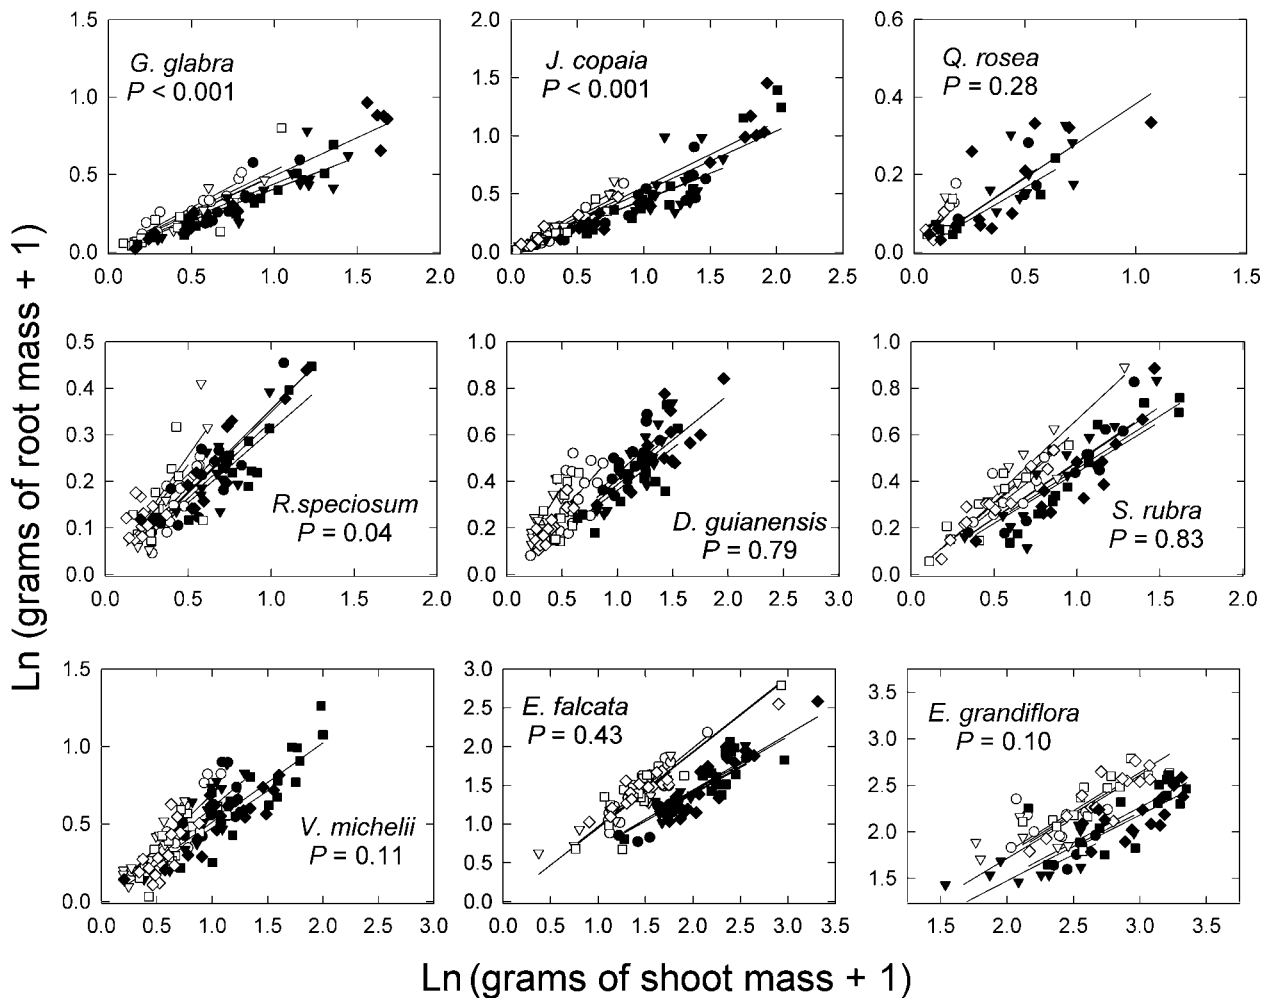 Ln (grams of root mass + 1)
1.5
1.0
0.5
0.0
0.0 0.5 1.0 1.5 2.0
G. glabra
P < 0.001
2.0
1.5
1.0
0.5
0.0
0.0 0.5 1.0 1.5 2.0 2.5
J. copaia
P < 0.001
0.6
0.4
0.2
0.0
0.0 0.5 1.0 1.5
Q. rosea
P = 0.28
0.5
0.4
0.3
0.2
0.1
0.0
0.0 0.5 1.0 1.5 2.0
R.speciosum
P = 0.04
1.0
0.8
0.6
0.4
0.2
0.0
0.0 0.5 1.0 1.5 2.0 2.5 3.0
D. guianensis
P = 0.79
1.0
0.8
0.6
0.4
0.2
0.0
0.0 0.5 1.0 1.5 2.0
S. rubra
P = 0.83
1.5
1.0
0.5
0.0
0.0 0.5 1.0 1.5 2.0 2.5 3.0
V. michelii
P = 0.11
3.0
2.5
2.0
1.5
1.0
0.5
0.0
0.0 0.5 1.0 1.5 2.0 2.5 3.0 3.5
E. falcata
P = 0.43
3.5
3.0
2.5
2.0
1.5
1.5 2.0 2.5 3.0 3.5
E. grandiflora
P = 0.10
Ln (grams of shoot mass + 1)